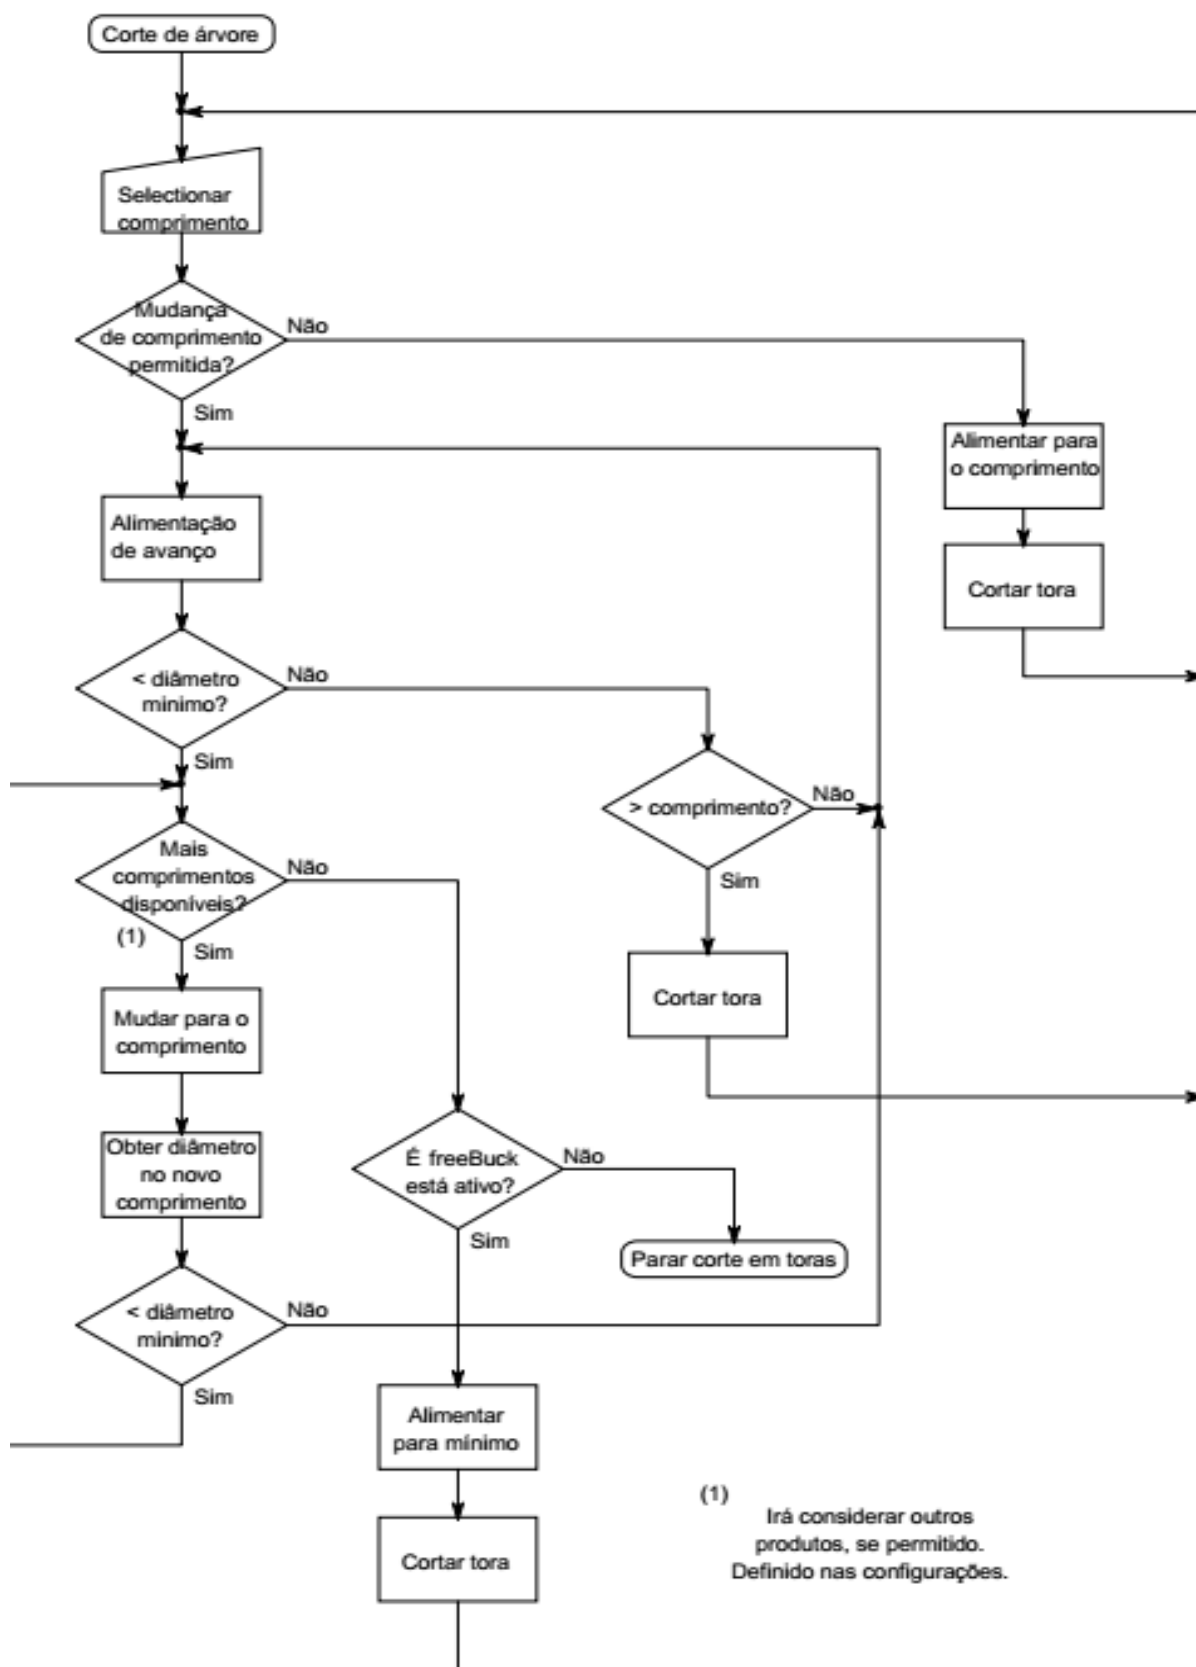 Corte de árvore
Selectionar
comprimento
Mudança
de comprimento
permitida?
Não
Sim
Alimentar para
o comprimento
Cortar tora
Alimentação
de avanço
< diâmetro
mínimo?
Não
Sim
> comprimento?
Não
Sim
Cortar tora
Mais
comprimentos
disponíveis?
(1)
Não
Sim
Mudar para o
comprimento
Obter diâmetro
no novo
comprimento
É freeBuck
está ativo?
Não
Sim
Parar corte em toras
< diâmetro
mínimo?
Não
Sim
Alimentar
para mínimo
Cortar tora
(1)
Irá considerar outros
produtos, se permitido.
Definido nas configurações.